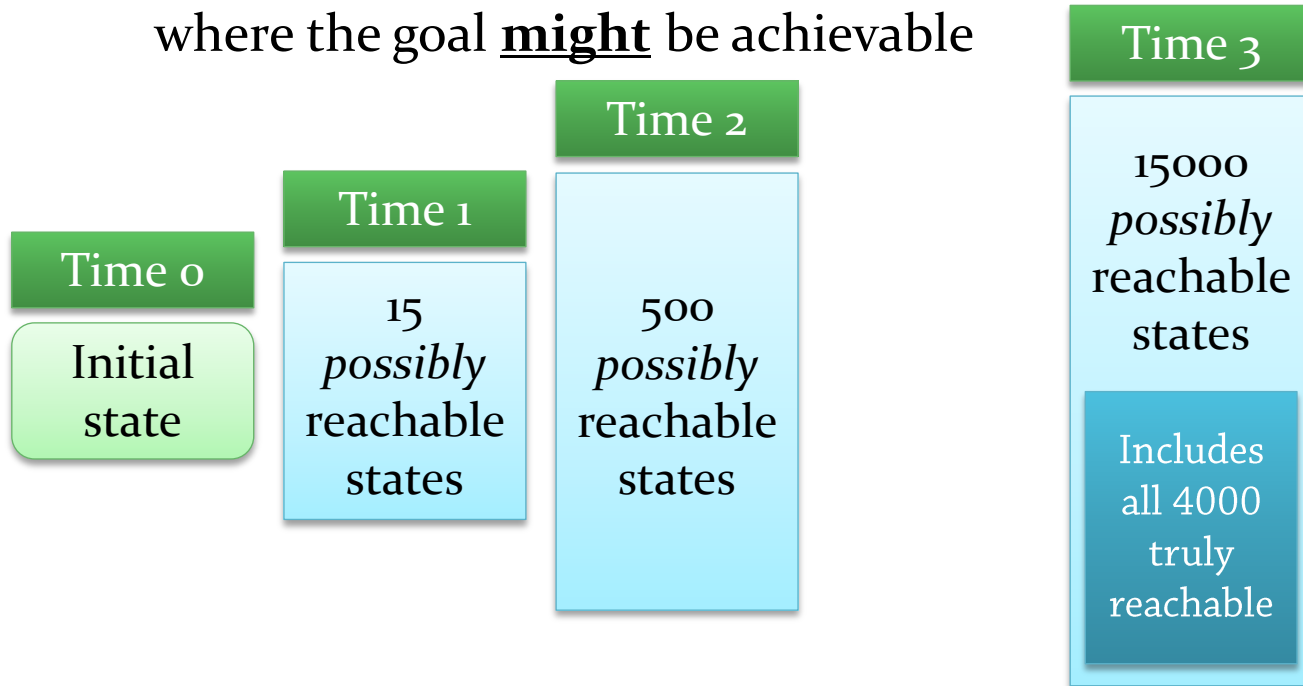 where the goal might be achievable
Time 0
Initial
state
Time 1
15
possibly
reachable
states
Time 2
500
possibly
reachable
states
Time 3
15000
possibly
reachable
states
Includes
all 4000
truly
reachable